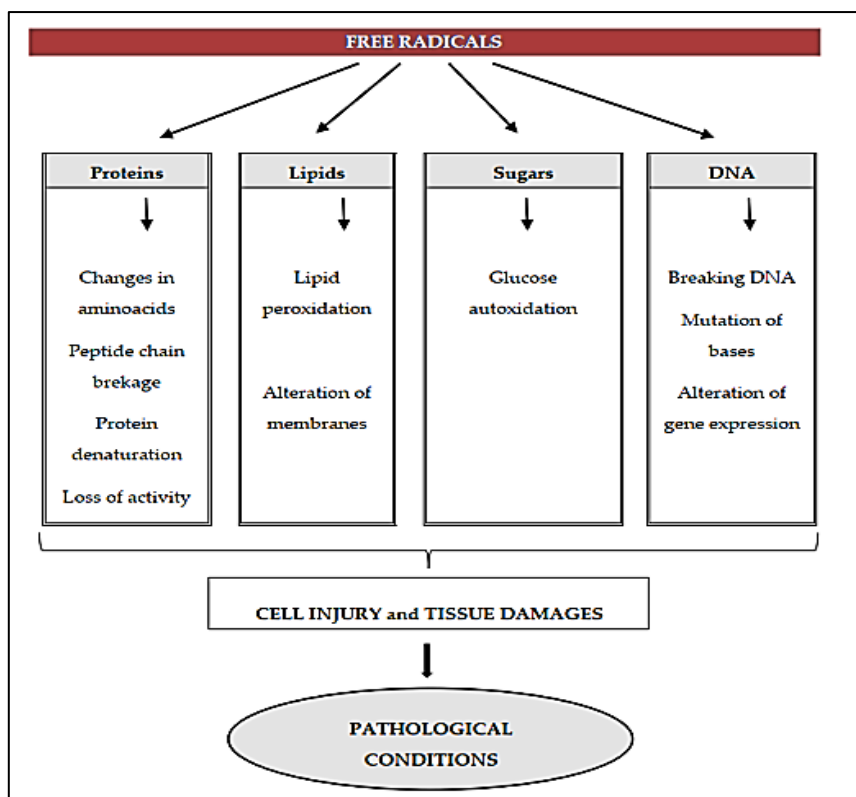 FREE RADICALS
Proteins
Changes in
aminoacids
Peptide chain
brekage
Protein
denaturation
Loss of activity
Lipids
Lipid
peroxidation
Alteration of
membranes
Sugars
Glucose
autoxidation
DNA
Breaking DNA
Mutation of
bases
Alteration of
gene expression
CELL INJURY and TISSUE DAMAGES
PATHOLOGICAL
CONDITIONS